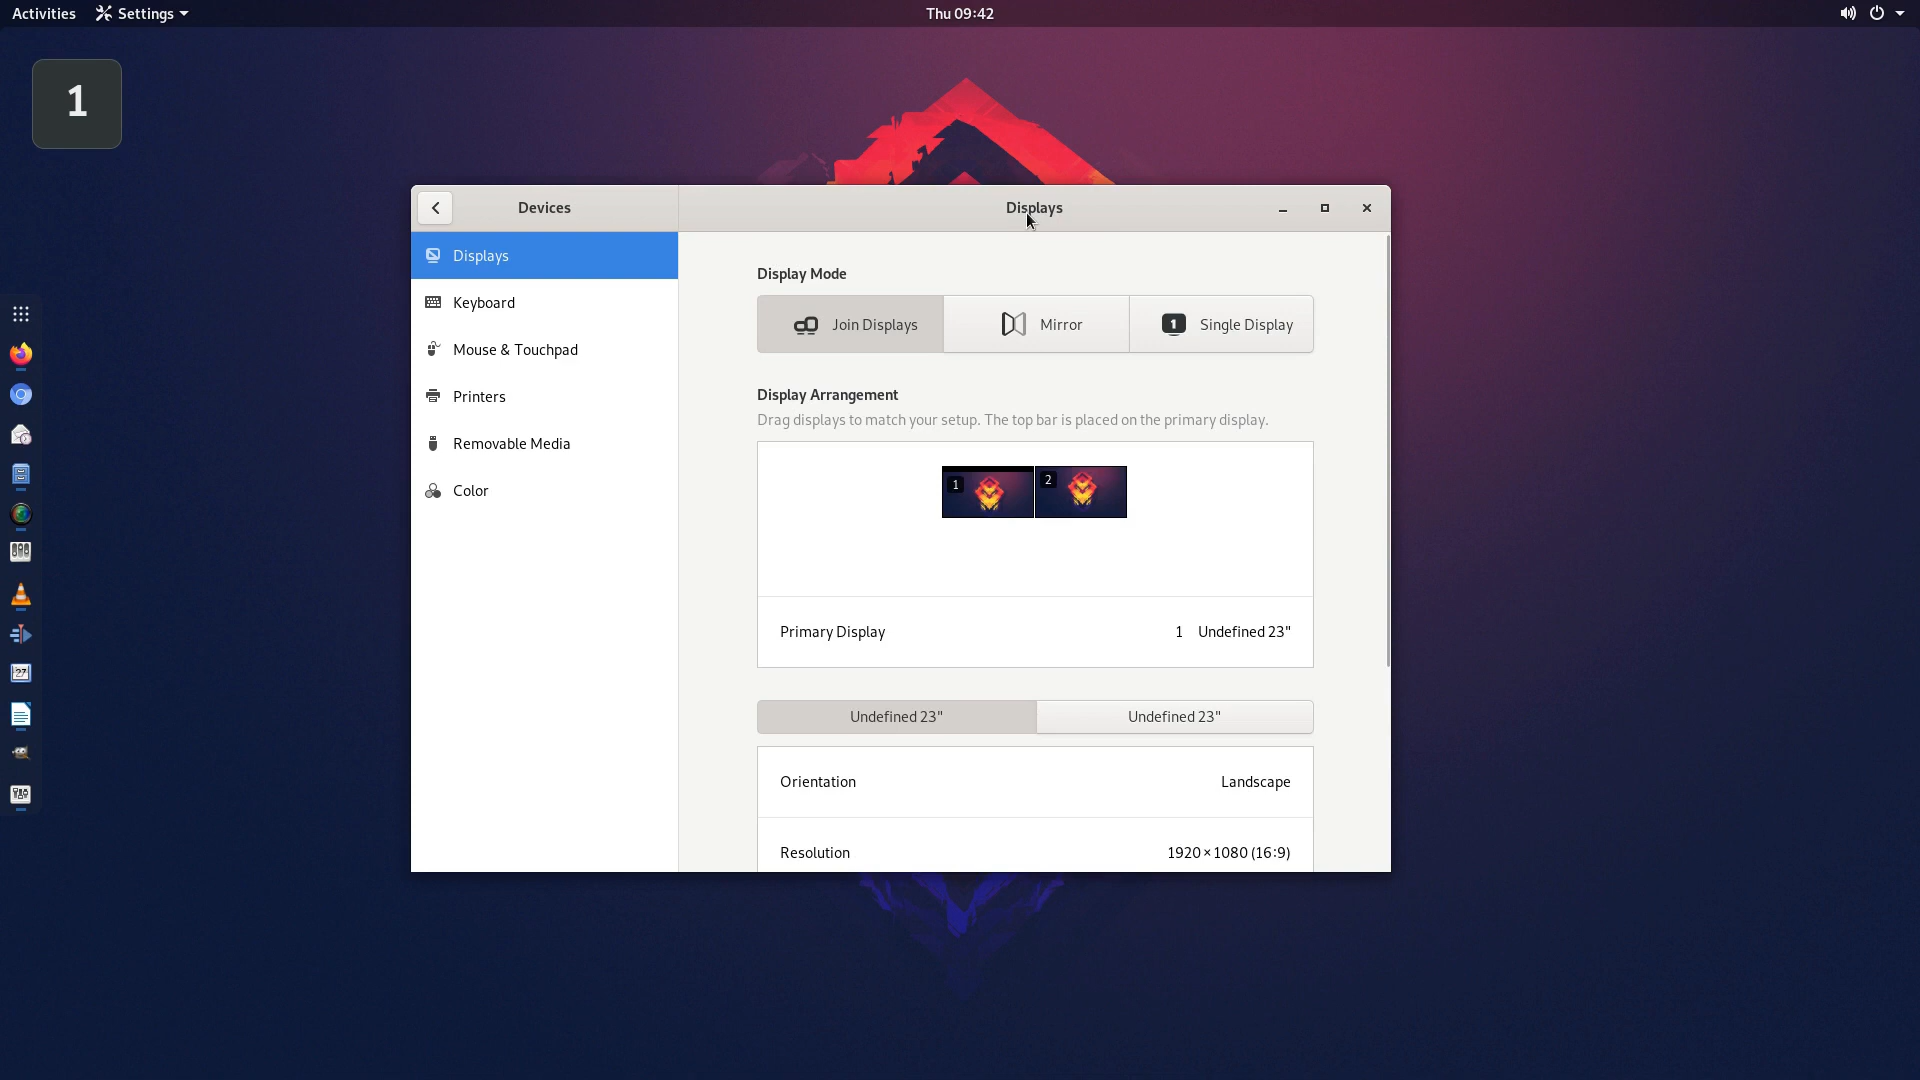 Activities Settings Thu 09:42
1
Devices Displays
Displays
Keyboard
Mouse & Touchpad
Printers
Removable Media
Color
Display Mode
Join Displays Mirror 1 Single Display
Display Arrangement
Drag displays to match your setup. The top bar is placed on the primary display.
1 2
Primary Display 1 Undefined 23"
Undefined 23" Undefined 23"
Orientation Landscape
Resolution 1920 × 1080 (16:9)
27